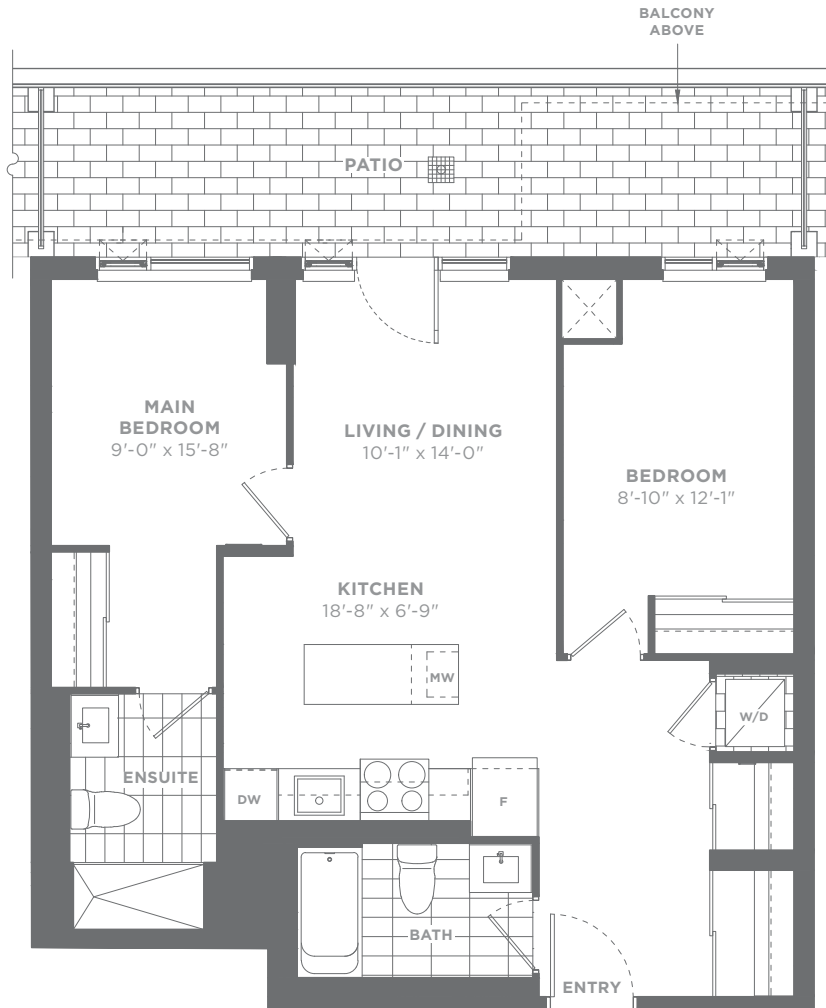 BALCONY
ABOVE
PATIO
MAIN
BEDROOM
9'-0" x 15'-8"
LIVING / DINING
10'-1" x 14'-0"
BEDROOM
8'-10" x 12'-1"
KITCHEN
18'-8" x 6'-9"
MW
W/D
ENSUITE
DW
F
BATH
ENTRY